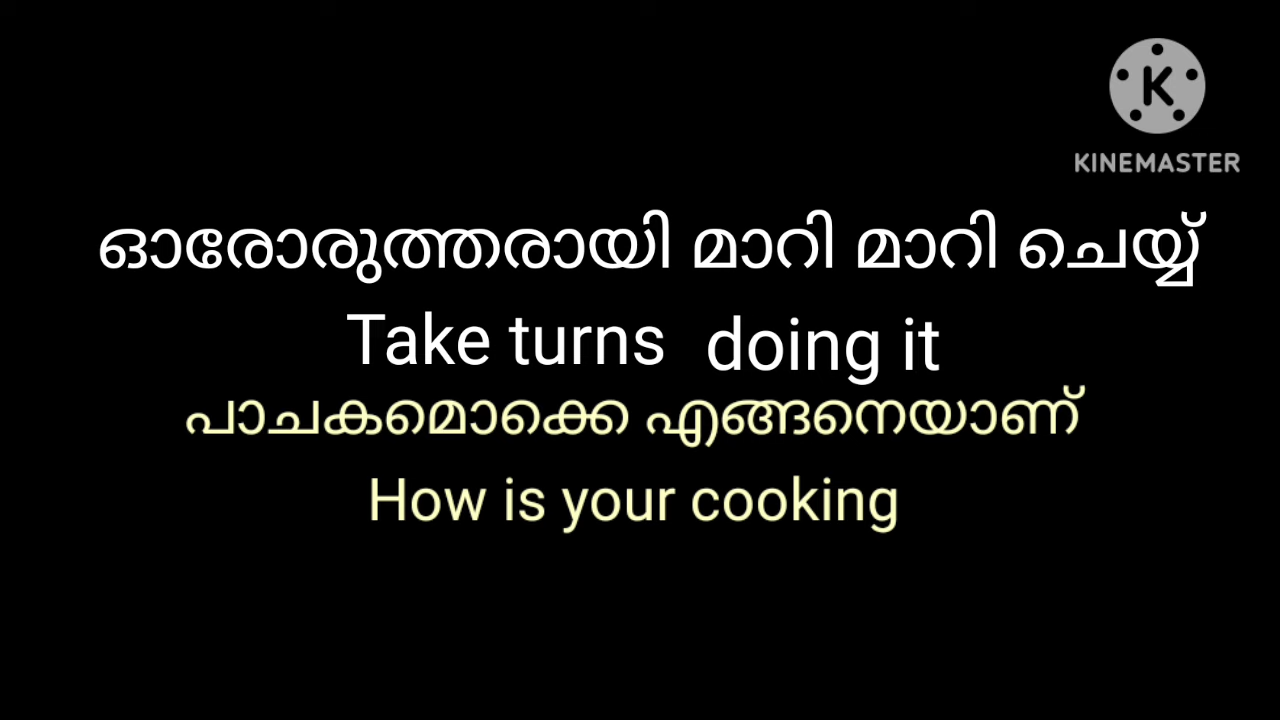 K
KINEMASTER
ഓരോരുത്തരായി മാറി മാറി ചെയ്യ്
Take turns doing it
പാചകമൊക്കെ എങ്ങനെയാണ്
How is your cooking